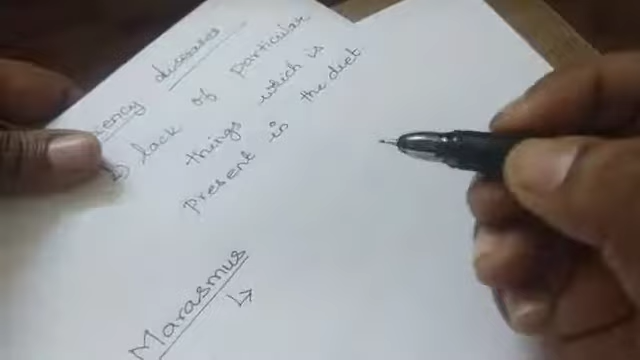 ency diseases
1) lack of particular
things which is
present in the diet
Marasmus
↳